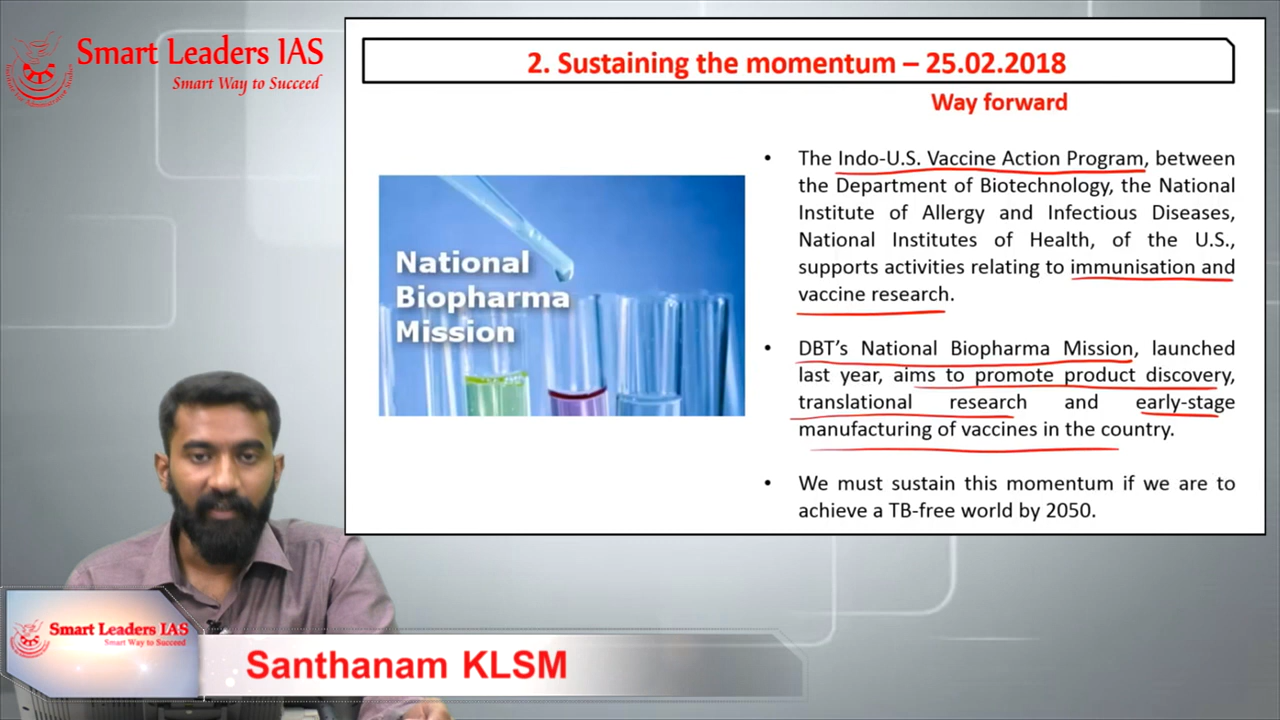 Smart Leaders IAS
Smart Way to Succeed
2. Sustaining the momentum – 25.02.2018
Way forward
• The Indo-U.S. Vaccine Action Program, between
the Department of Biotechnology, the National
Institute of Allergy and Infectious Diseases,
National Institutes of Health, of the U.S.,
supports activities relating to immunisation and
vaccine research.
National
Biopharma
Mission
• DBT’s National Biopharma Mission, launched
last year, aims to promote product discovery,
translational research and early-stage
manufacturing of vaccines in the country.
• We must sustain this momentum if we are to
achieve a TB-free world by 2050.
Smart Leaders IAS
Smart Way to Succeed
Santhanam KLSM